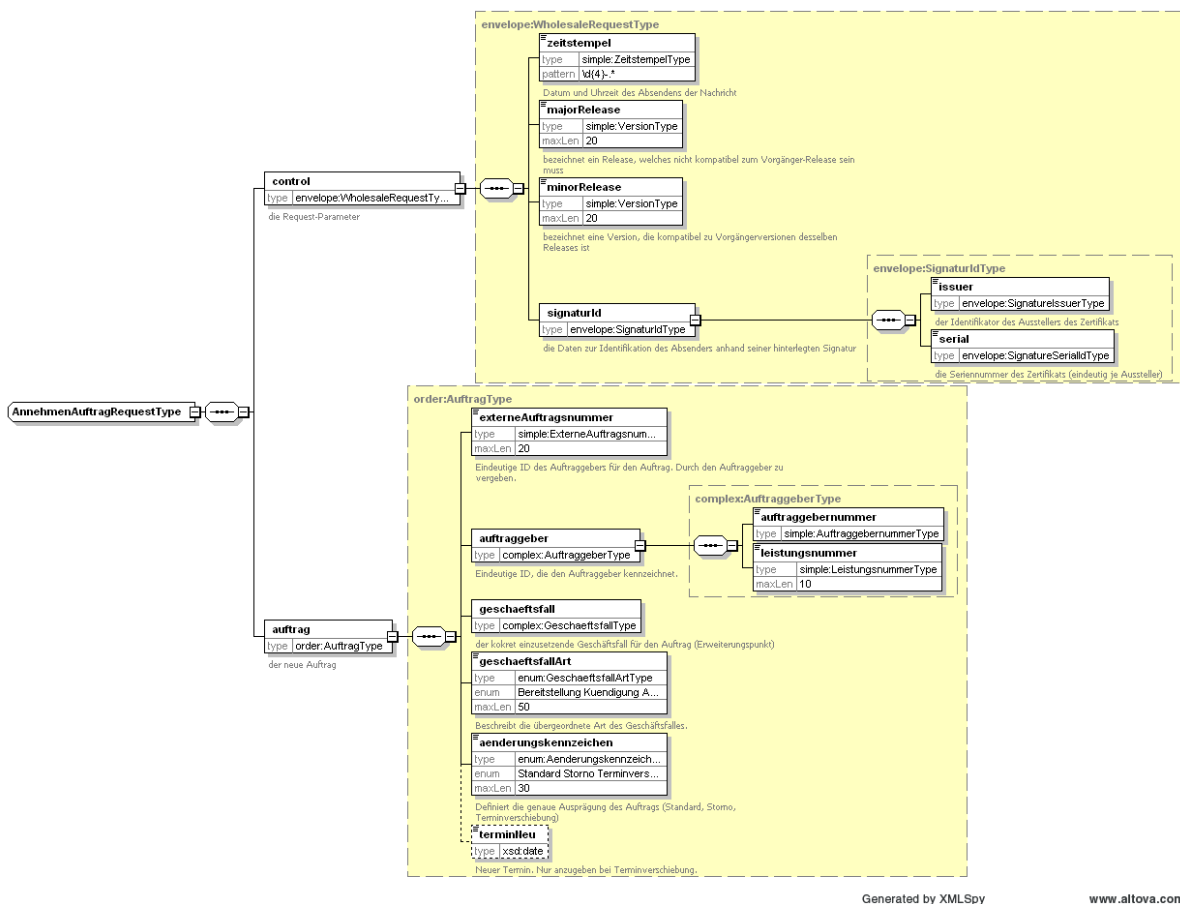 envelope:WholesaleRequestType
zeitstempel
type simple:ZeitstempelType
pattern \d{4}-.*
Datum und Uhrzeit des Absendens der Nachricht
majorRelease
type simple:VersionType
maxLen 20
bezeichnet ein Release, welches nicht kompatibel zum Vorgänger-Release sein
muss
control
type envelope:WholesaleRequestTy...
die Request-Parameter
minorRelease
type simple:VersionType
maxLen 20
bezeichnet eine Version, die kompatibel zu Vorgängerversionen desselben
Releases ist
signaturId
type envelope:SignaturIdType
die Daten zur Identifikation des Absenders anhand seiner hinterlegten Signatur
envelope:SignaturIdType
issuer
type envelope:SignatureIssuerType
der Identifikator des Ausstellers des Zertifikats
serial
type envelope:SignatureSerialIdType
die Seriennummer des Zertifikats (eindeutig je Aussteller)
AnnehmenAuftragRequestType
order:AuftragType
externeAuftragsnummer
type simple:ExterneAuftragsnum...
maxLen 20
Eindeutige ID des Auftraggebers für den Auftrag. Durch den Auftraggeber zu
vergeben.
auftraggeber
type complex:AuftraggeberType
Eindeutige ID, die den Auftraggeber kennzeichnet.
complex:AuftraggeberType
auftraggebernummer
type simple:AuftraggebernummerType
leistungsnummer
type simple:LeistungsnummerType
maxLen 10
auftrag
type order:AuftragType
der neue Auftrag
geschaeftsfall
type complex:GeschaeftsfallType
der kokret einzusetzende Geschäftsfall für den Auftrag (Erweiterungspunkt)
geschaeftsfallArt
type enum:GeschaeftsfallArtType
enum Bereitstellung Kuendigung A...
maxLen 50
Beschreibt die übergeordnete Art des Geschäftsfalles.
aenderungskennzeichen
type enum:Aenderungskennzeich...
enum Standard Storno Terminvers...
maxLen 30
Definiert die genaue Ausprägung des Auftrags (Standard, Storno,
Terminverschiebung)
terminNeu
type xsd:date
Neuer Termin. Nur anzugeben bei Terminverschiebung.
Generated by XMLSpy
www.altova.com